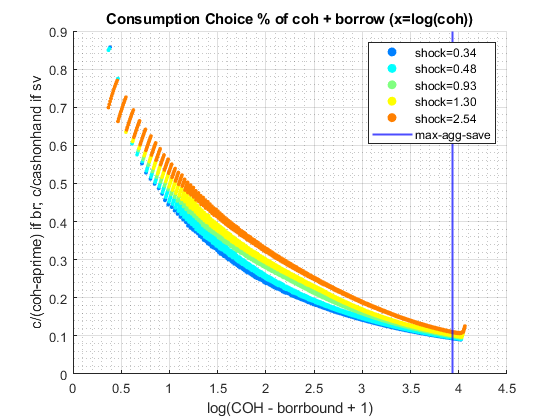 Consumption Choice % of coh + borrow (x=log(coh))
c/(coh-aprime) if br, c/cashonhand if sv
0.9
0.8
0.7
0.6
0.5
0.4
0.3
0.2
0.1
0
shock=0.34
shock=0.48
shock=0.93
shock=1.30
shock=2.54
max-agg-save
0 0.5 1 1.5 2 2.5 3 3.5 4 4.5
log(COH - borrbound + 1)